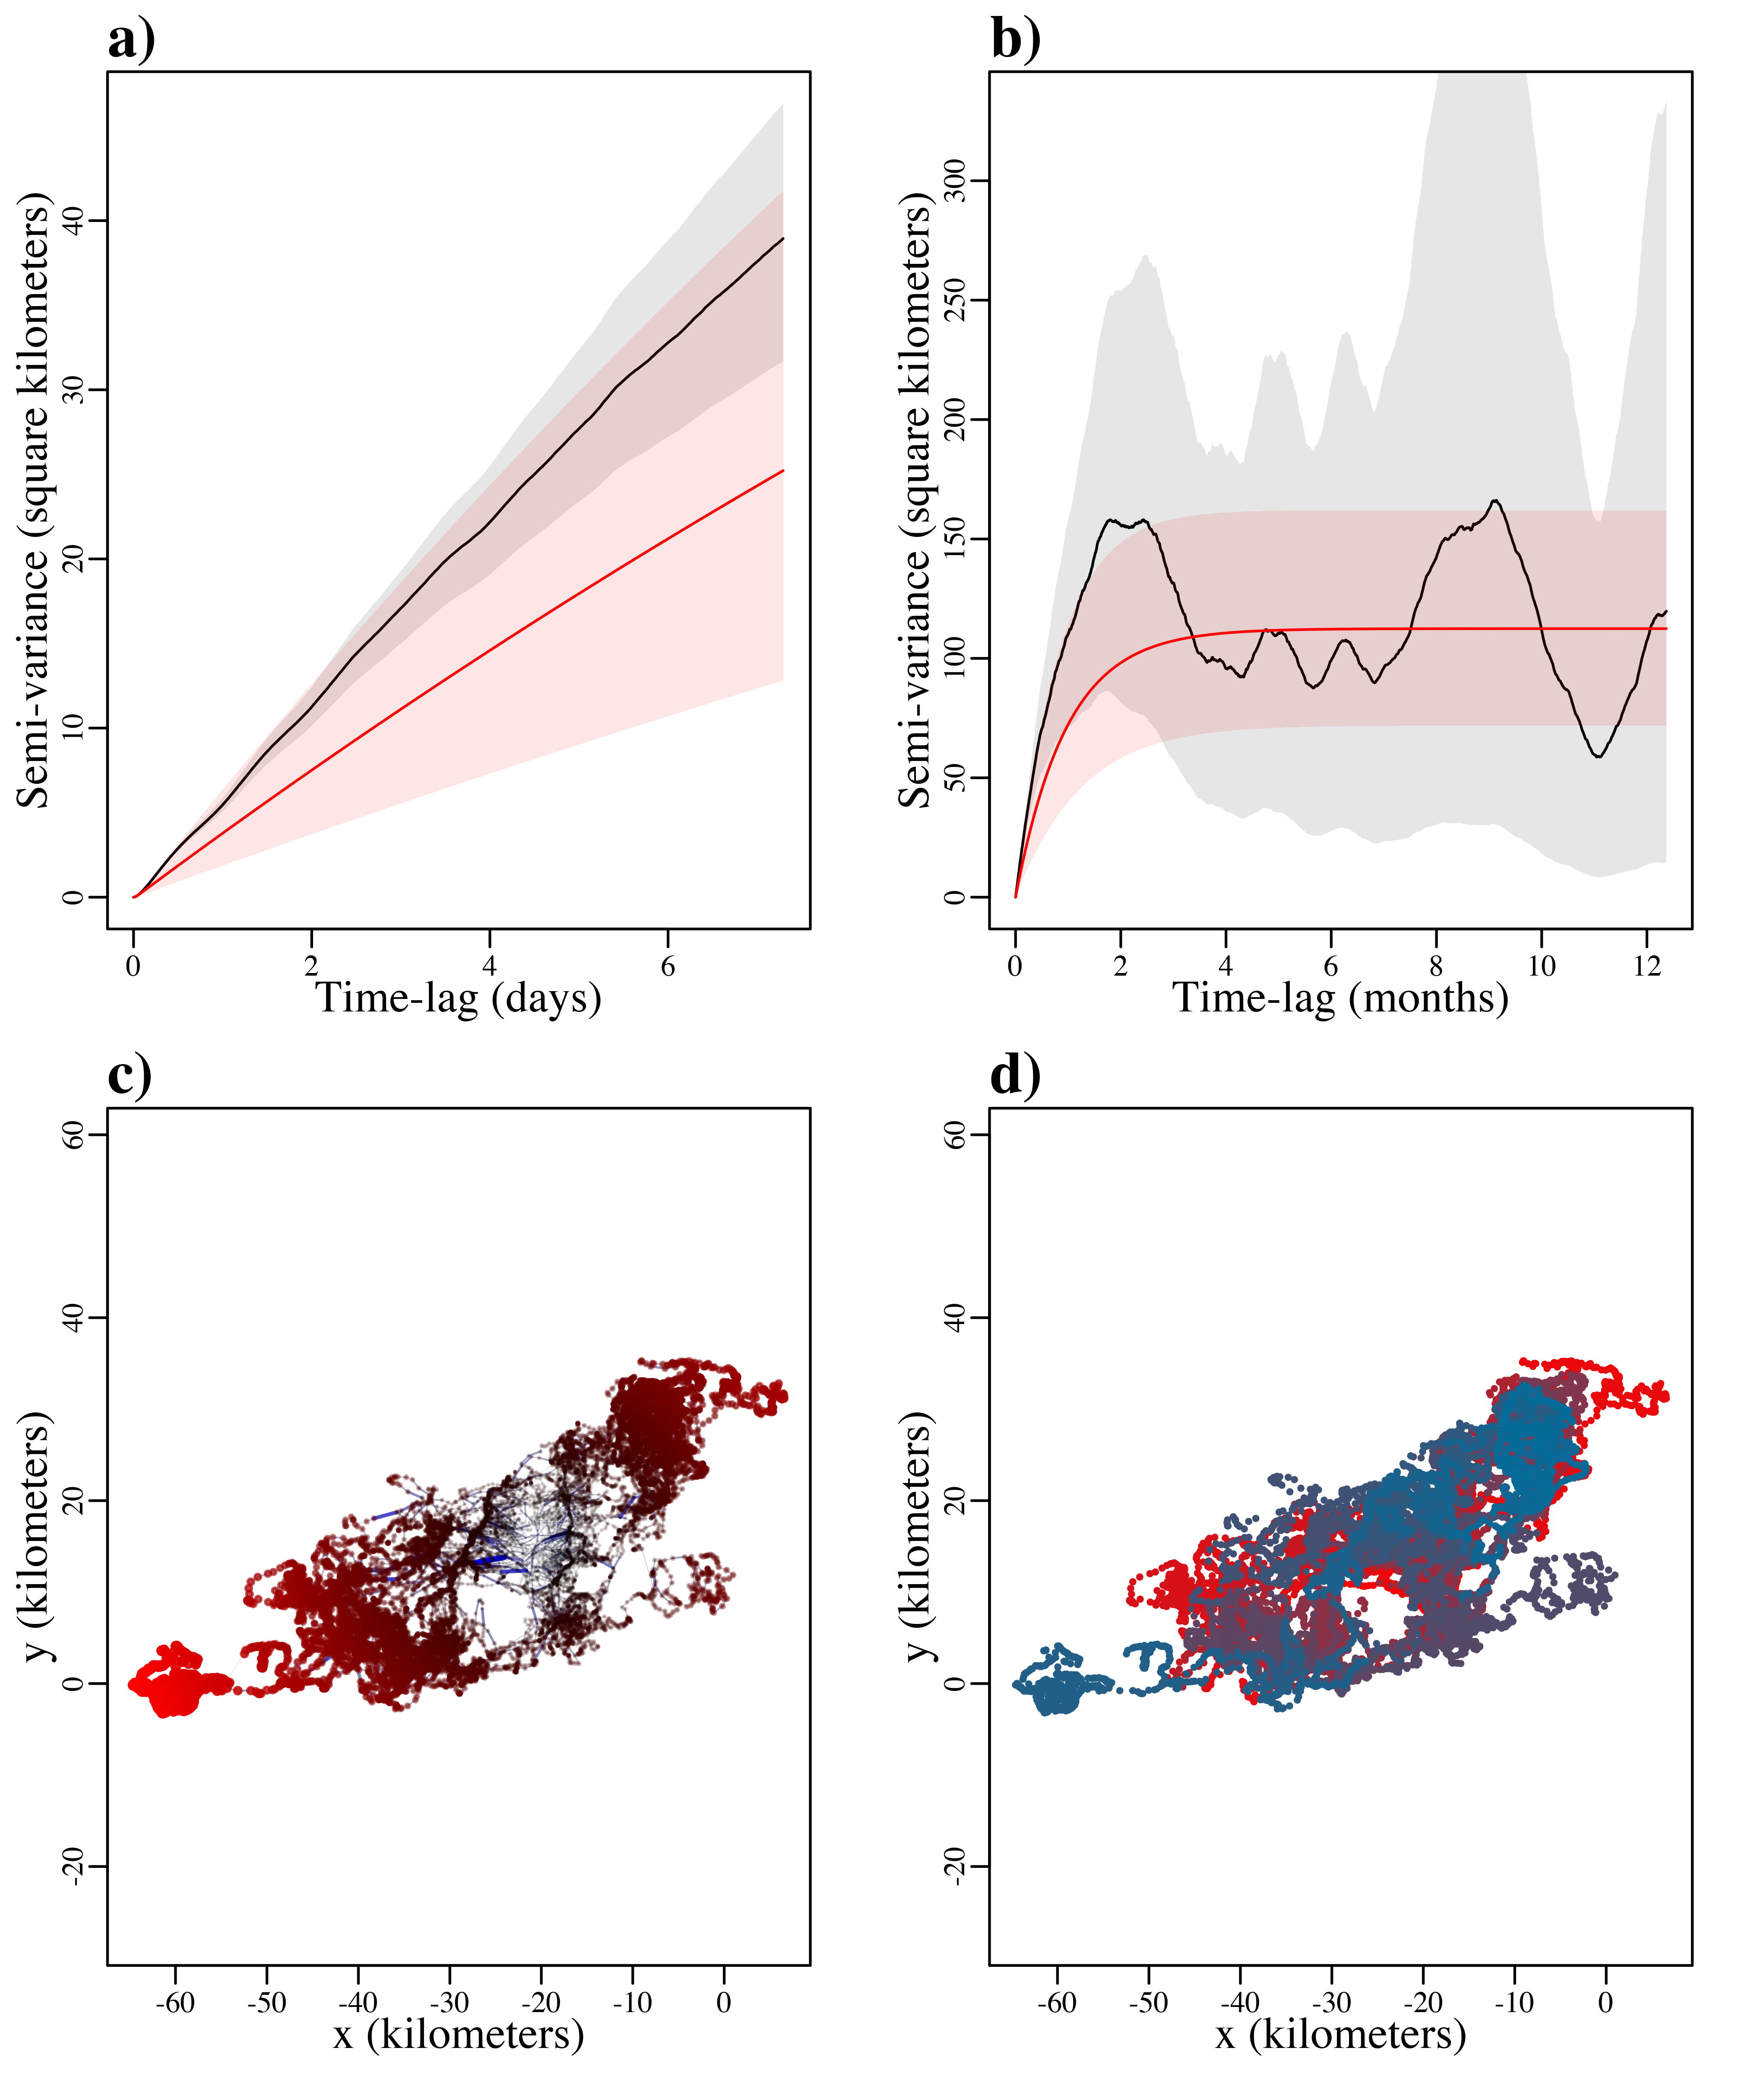 a)
Semi-variance (square kilometers)
0 10 20 30 40
0 2 4 6
Time-lag (days)
b)
Semi-variance (square kilometers)
0 50 100 150 200 250 300
0 2 4 6 8 10 12
Time-lag (months)
c)
y (kilometers)
-20 0 20 40 60
-60 -50 -40 -30 -20 -10 0
x (kilometers)
d)
y (kilometers)
-20 0 20 40 60
-60 -50 -40 -30 -20 -10 0
x (kilometers)